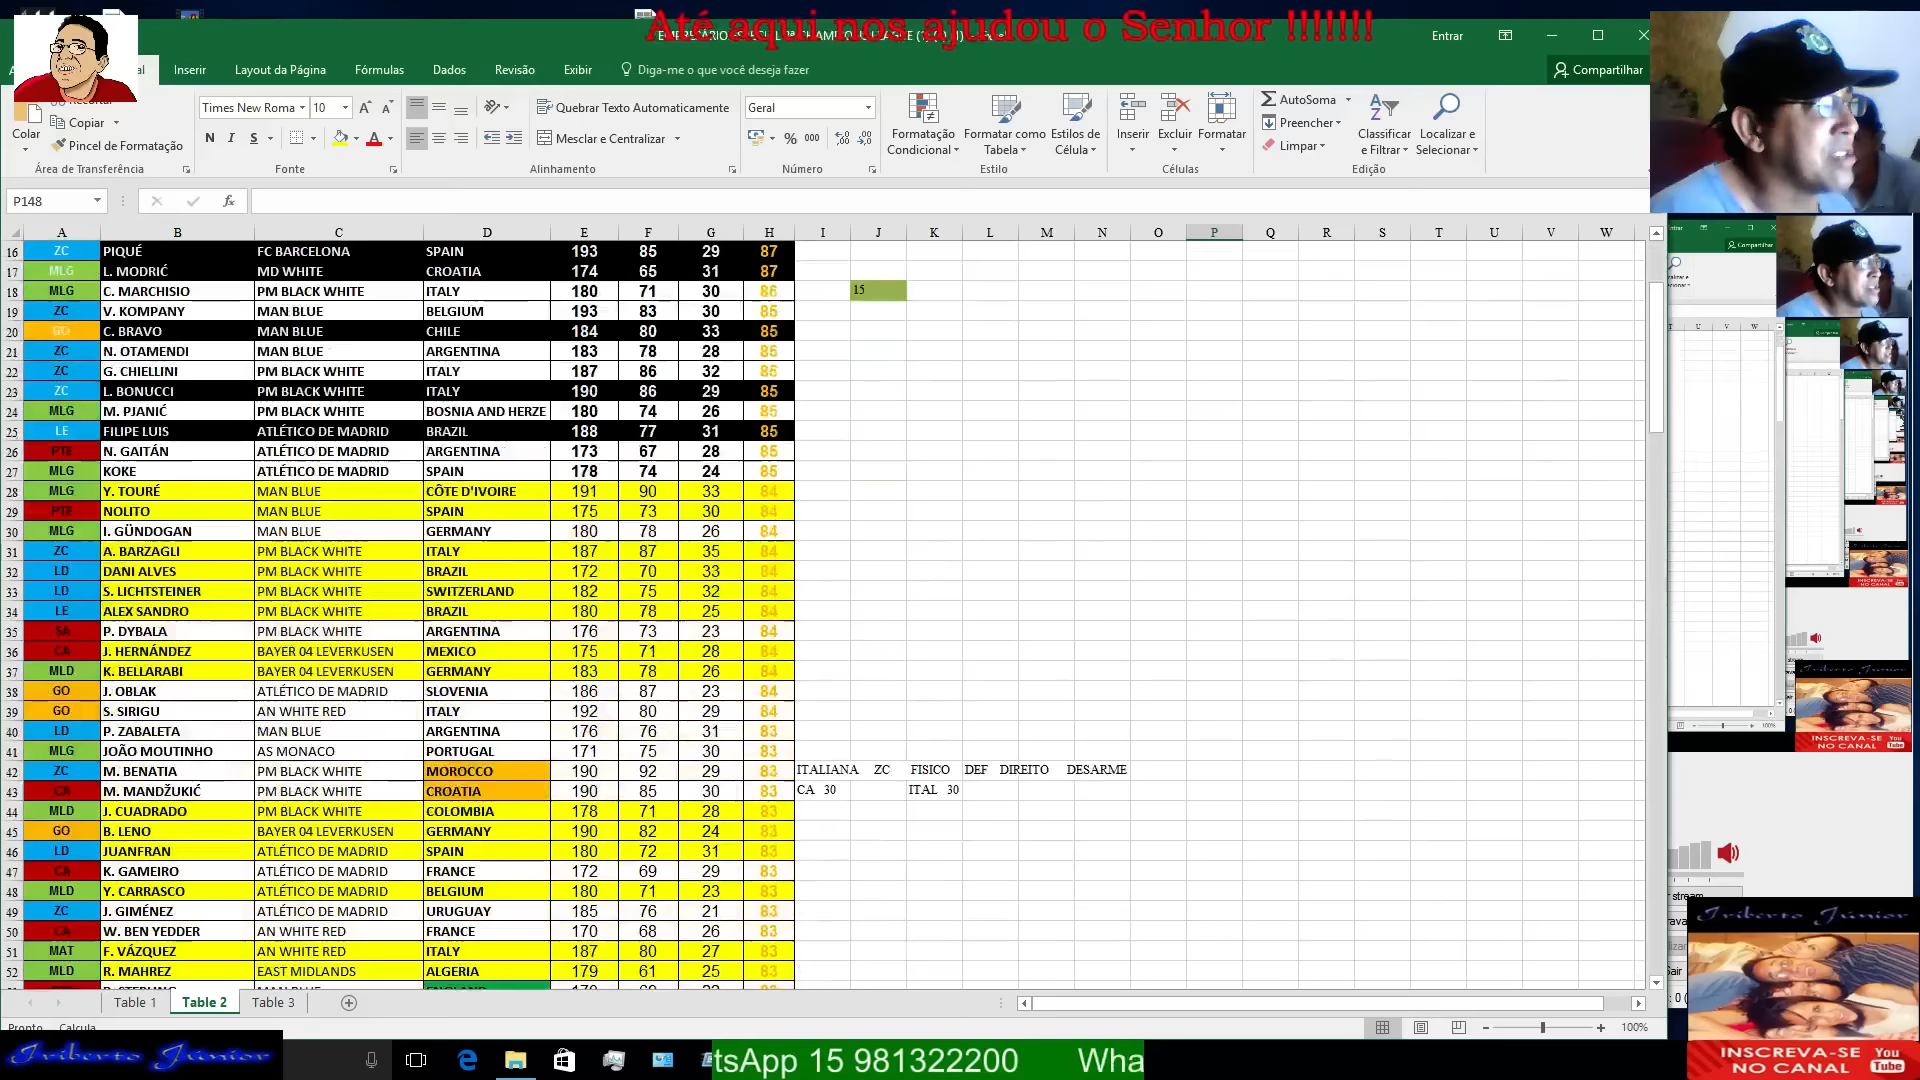 Até aqui nos ajudou o Senhor !!!!!!!
Entrar
Inserir
Layout da Página
Fórmulas
Dados
Revisão
Exibir
Diga-me o que você deseja fazer
Compartilhar
Colar
Copiar
Pincel de Formatação
Área de Transferência
Times New Roma
10
N I S
Fonte
Quebrar Texto Automaticamente
Mesclar e Centralizar
Alinhamento
Geral
% 000
Número
Formatação Condicional
Formatar como Tabela
Estilos de Célula
Estilo
Inserir
Excluir
Formatar
Células
AutoSoma
Preencher
Limpar
Classificar e Filtrar
Localizar e Selecionar
Edição
P148
fx
A B C D E F G H I J K L M N O P Q R S T U V W
16 ZC PIQUÉ FC BARCELONA SPAIN 193 85 29 87
17 MLG L. MODRIĆ MD WHITE CROATIA 174 65 31 87
18 MLG C. MARCHISIO PM BLACK WHITE ITALY 180 71 30 86 15
19 ZC V. KOMPANY MAN BLUE BELGIUM 193 83 30 85
20 GO C. BRAVO MAN BLUE CHILE 184 80 33 85
21 ZC N. OTAMENDI MAN BLUE ARGENTINA 183 78 28 85
22 ZC G. CHIELLINI PM BLACK WHITE ITALY 187 86 32 85
23 ZC L. BONUCCI PM BLACK WHITE ITALY 190 86 29 85
24 MLG M. PJANIĆ PM BLACK WHITE BOSNIA AND HERZE 180 74 26 85
25 LE FILIPE LUIS ATLÉTICO DE MADRID BRAZIL 188 77 31 85
26 PTE N. GAITÁN ATLÉTICO DE MADRID ARGENTINA 173 67 28 85
27 MLG KOKE ATLÉTICO DE MADRID SPAIN 178 74 24 85
28 MLG Y. TOURÉ MAN BLUE CÔTE D'IVOIRE 191 90 33 84
29 PTE NOLITO MAN BLUE SPAIN 175 73 30 84
30 MLG I. GÜNDOGAN MAN BLUE GERMANY 180 78 26 84
31 ZC A. BARZAGLI PM BLACK WHITE ITALY 187 87 35 84
32 LD DANI ALVES PM BLACK WHITE BRAZIL 172 70 33 84
33 LD S. LICHTSTEINER PM BLACK WHITE SWITZERLAND 182 75 32 84
34 LE ALEX SANDRO PM BLACK WHITE BRAZIL 180 78 25 84
35 SA P. DYBALA PM BLACK WHITE ARGENTINA 176 73 23 84
36 CA J. HERNÁNDEZ BAYER 04 LEVERKUSEN MEXICO 175 71 28 84
37 MLD K. BELLARABI BAYER 04 LEVERKUSEN GERMANY 183 78 26 84
38 GO J. OBLAK ATLÉTICO DE MADRID SLOVENIA 186 87 23 84
39 GO S. SIRIGU AN WHITE RED ITALY 192 80 29 84
40 LD P. ZABALETA MAN BLUE ARGENTINA 176 76 31 83
41 MLG JOÃO MOUTINHO AS MONACO PORTUGAL 171 75 30 83
42 ZC M. BENATIA PM BLACK WHITE MOROCCO 190 92 29 83 ITALIANA ZC FISICO DEF DIREITO DESARME
43 CA M. MANDŽUKIĆ PM BLACK WHITE CROATIA 190 85 30 83 CA 30 ITAL 30
44 MLD J. CUADRADO PM BLACK WHITE COLOMBIA 178 71 28 83
45 GO B. LENO BAYER 04 LEVERKUSEN GERMANY 190 82 24 83
46 LD JUANFRAN ATLÉTICO DE MADRID SPAIN 180 72 31 83
47 CA K. GAMEIRO ATLÉTICO DE MADRID FRANCE 172 69 29 83
48 MLD Y. CARRASCO ATLÉTICO DE MADRID BELGIUM 180 71 23 83
49 ZC J. GIMÉNEZ ATLÉTICO DE MADRID URUGUAY 185 76 21 83
50 CA W. BEN YEDDER AN WHITE RED FRANCE 170 68 26 83
51 MAT F. VÁZQUEZ AN WHITE RED ITALY 187 80 27 83
52 MLD R. MAHREZ EAST MIDLANDS ALGERIA 179 61 25 83
Table 1 Table 2 Table 3
Pronto Calcula
100%
Iriberto Júnior
tsApp 15 981322200 Wha
INSCREVA-SE NO CANAL You Tube
stream
Iriberto Júnior
INSCREVA-SE NO CANAL You Tube